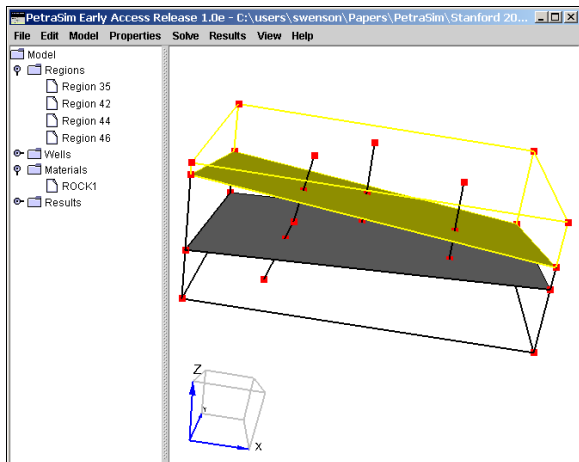 PetraSim Early Access Release 1.0e - C:\users\swenson\Papers\PetraSim\Stanford 20...
File Edit Model Properties Solve Results View Help
Model
Regions
Region 35
Region 42
Region 44
Region 46
Wells
Materials
ROCK1
Results
Z
Y
X